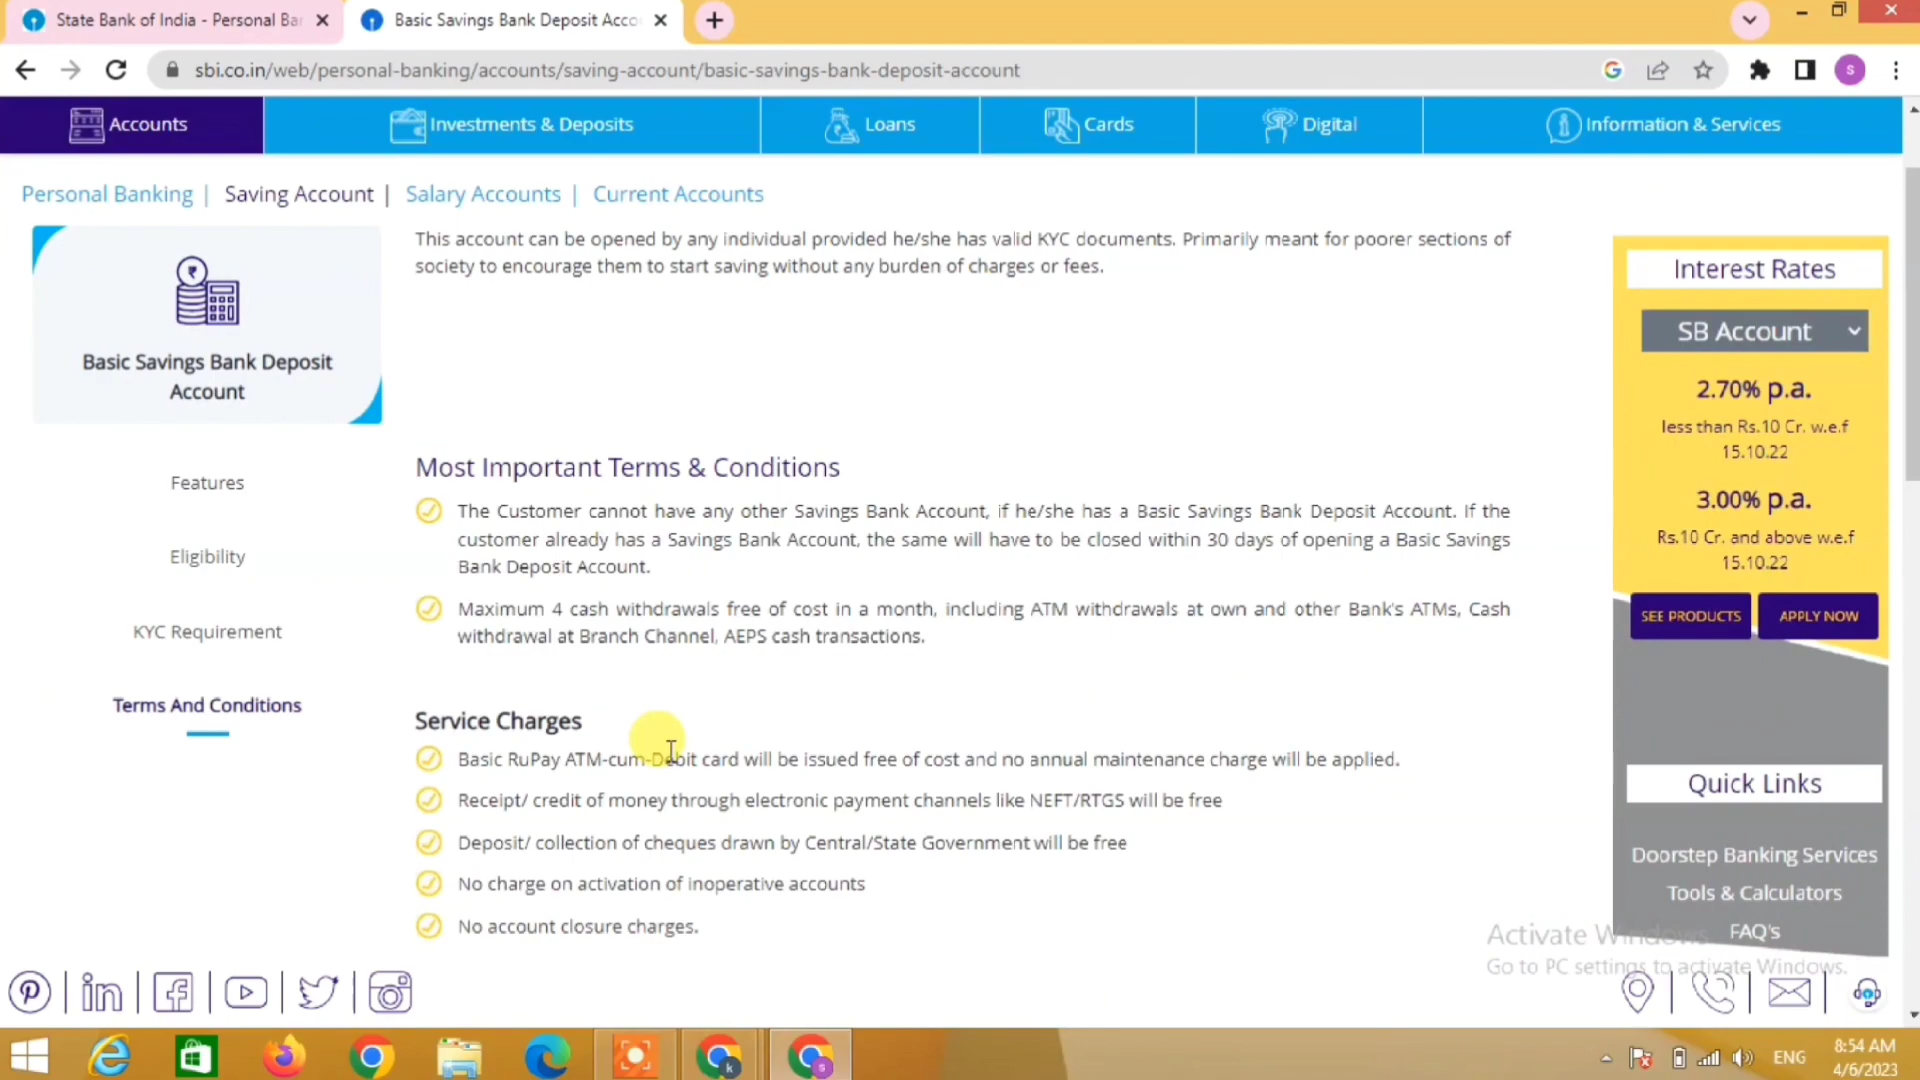 State Bank of India - Personal Ba
Basic Savings Bank Deposit Acco
sbi.co.in/web/personal-banking/accounts/saving-account/basic-savings-bank-deposit-account
S
Accounts
Investments & Deposits
Loans
Cards
Digital
Information & Services
Personal Banking | Saving Account | Salary Accounts | Current Accounts
Basic Savings Bank Deposit
Account
Features
Eligibility
KYC Requirement
Terms And Conditions
This account can be opened by any individual provided he/she has valid KYC documents. Primarily meant for poorer sections of
society to encourage them to start saving without any burden of charges or fees.
Most Important Terms & Conditions
The Customer cannot have any other Savings Bank Account, if he/she has a Basic Savings Bank Deposit Account. If the
customer already has a Savings Bank Account, the same will have to be closed within 30 days of opening a Basic Savings
Bank Deposit Account.
Maximum 4 cash withdrawals free of cost in a month, including ATM withdrawals at own and other Bank's ATMs, Cash
withdrawal at Branch Channel, AEPS cash transactions.
Service Charges
Basic RuPay ATM-cum-Debit card will be issued free of cost and no annual maintenance charge will be applied.
Receipt/ credit of money through electronic payment channels like NEFT/RTGS will be free
Deposit/ collection of cheques drawn by Central/State Government will be free
No charge on activation of inoperative accounts
No account closure charges.
Interest Rates
SB Account
2.70% p.a.
less than Rs.10 Cr. w.e.f
15.10.22
3.00% p.a.
Rs.10 Cr. and above w.e.f
15.10.22
SEE PRODUCTS
APPLY NOW
Quick Links
Doorstep Banking Services
Tools & Calculators
FAQ's
Activate Windows
Go to PC settings to activate Windows.
k
s
ENG
8:54 AM
4/6/2023